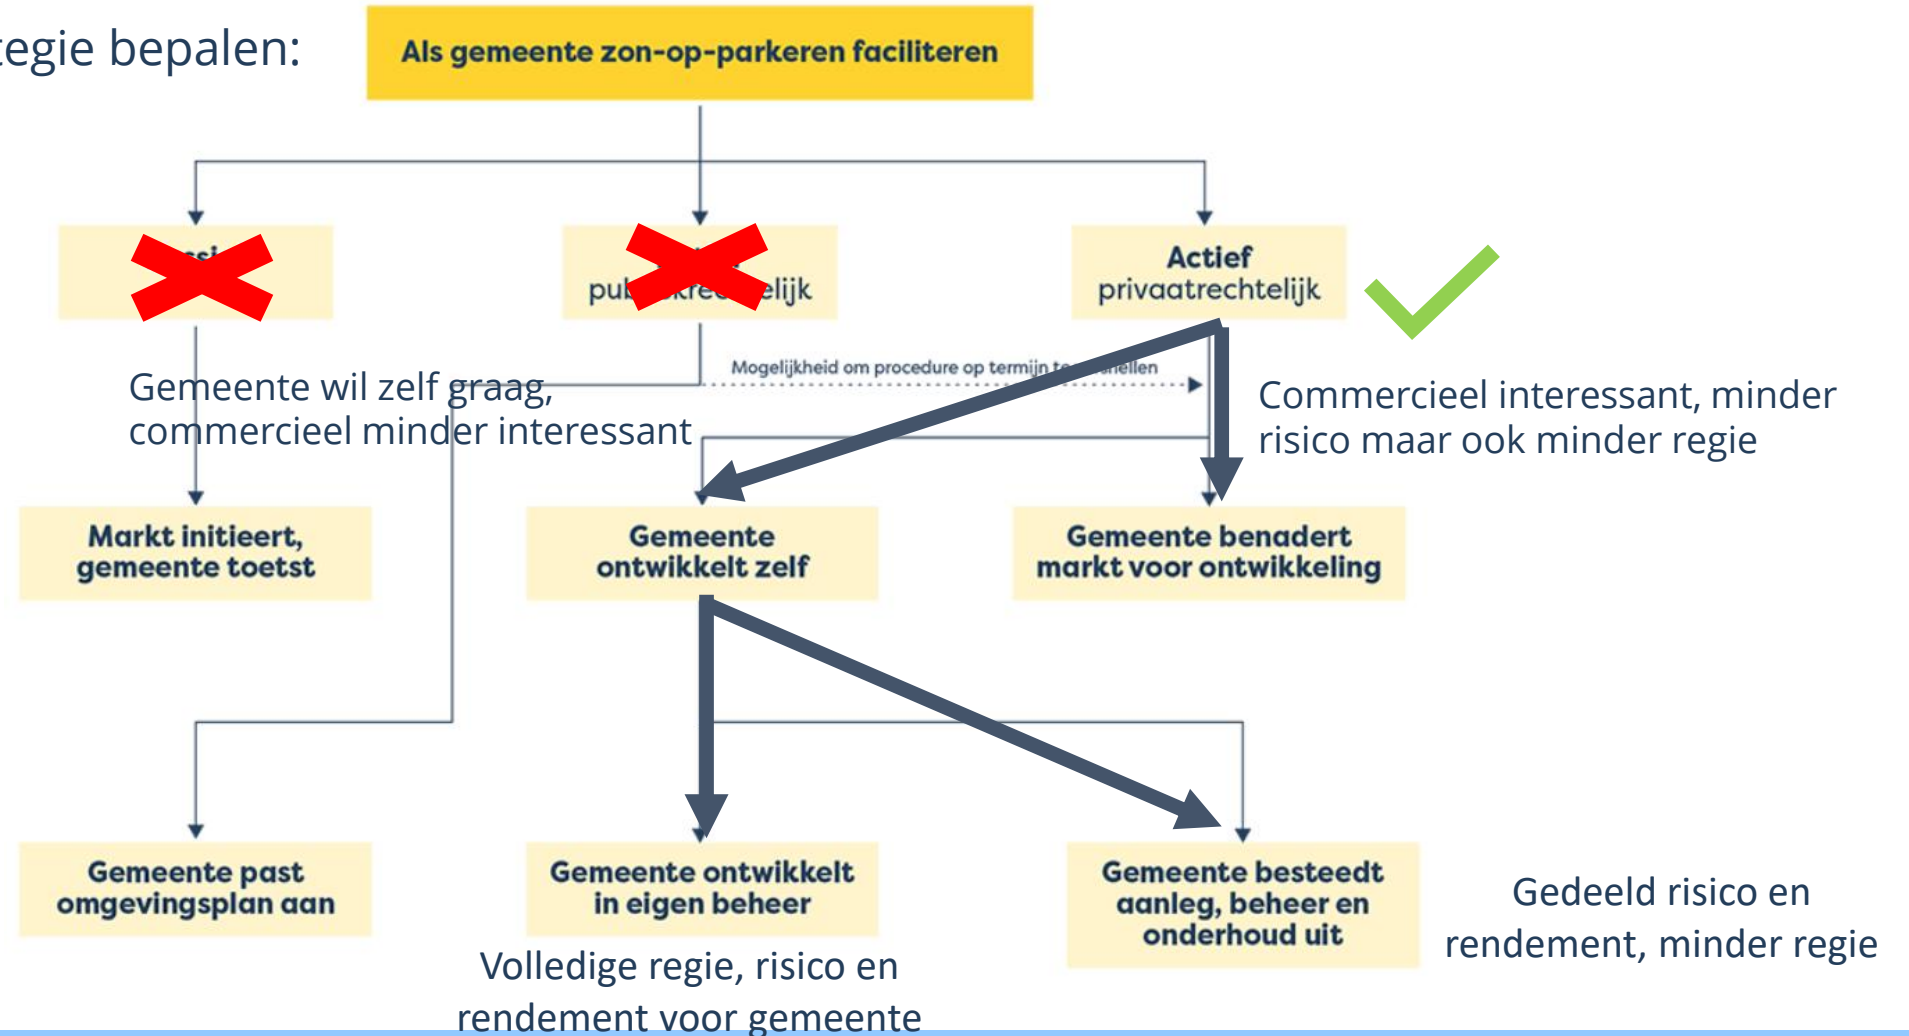 tegie bepalen:
Als gemeente zon-op-parkeren faciliteren
Actief
privaatrechtelijk
Mogelijkheid om procedure op termijn
Gemeente wil zelf graag,
commercieel minder interessant
Commercieel interessant, minder
risico maar ook minder regie
Markt initieert,
gemeente toetst
Gemeente
ontwikkelt zelf
Gemeente benadert
markt voor ontwikkeling
Gemeente past
omgevingsplan aan
Gemeente ontwikkelt
in eigen beheer
Gemeente besteedt
aanleg, beheer en
onderhoud uit
Volledige regie, risico en
rendement voor gemeente
Gedeeld risico en
rendement, minder regie